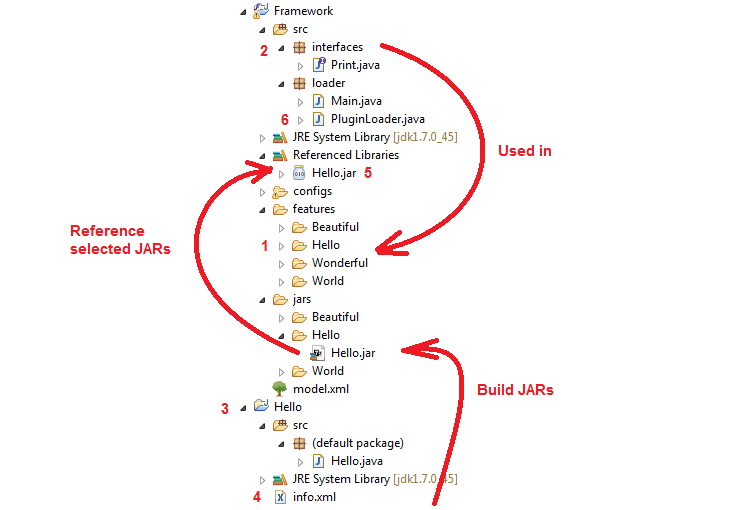 Framework
src
2 interfaces
Print.java
loader
Main.java
6 PluginLoader.java
JRE System Library [jdk1.7.0_45]
Used in
Referenced Libraries
Hello.jar 5
configs
features
Beautiful
Reference
selected JARs
1 Hello
Wonderful
World
jars
Beautiful
Hello
Hello.jar
World
model.xml
Build JARs
3 Hello
src
(default package)
Hello.java
JRE System Library [jdk1.7.0_45]
4 info.xml